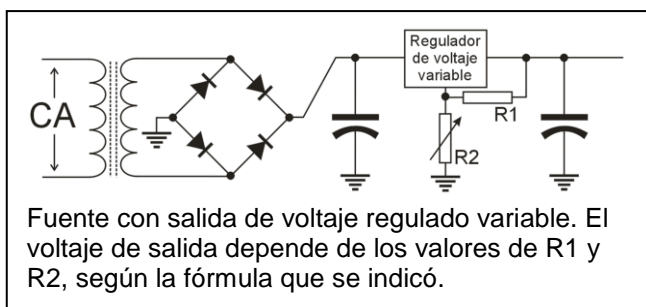 Regulador
de voltaje
variable
CA
R1
R2
Fuente con salida de voltaje regulado variable. El
voltaje de salida depende de los valores de R1 y
R2, según la fórmula que se indicó.